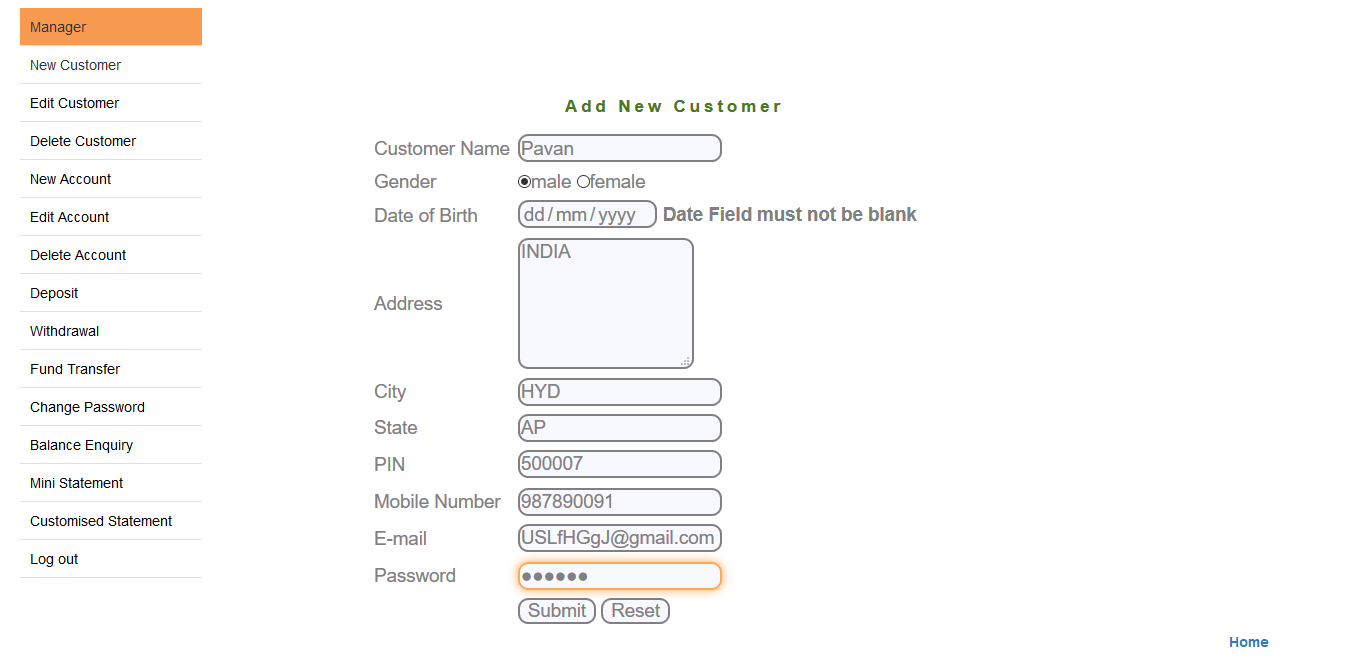 Manager
New Customer
Edit Customer
Delete Customer
New Account
Edit Account
Delete Account
Deposit
Withdrawal
Fund Transfer
Change Password
Balance Enquiry
Mini Statement
Customised Statement
Log out
Add New Customer
Customer Name Pavan
Gender male female
Date of Birth dd/mm/yyyy Date Field must not be blank
Address INDIA
City HYD
State AP
PIN 500007
Mobile Number 987890091
E-mail USLfHGgJ@gmail.com
Password ●●●●●●
Submit Reset
Home